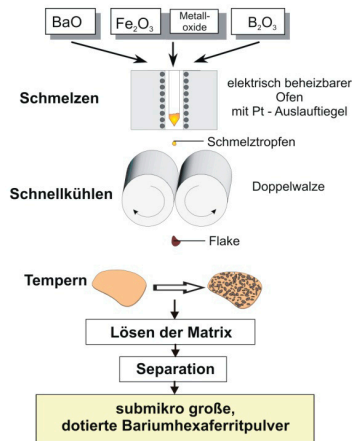 BaO
Fe₂O₃
Metall-
oxide
B₂O₃
Schmelzen
elektrisch beheizbarer
Ofen
mit Pt - Auslauftiegel
Schmelztropfen
Schnellkühlen
Doppelwalze
Flake
Tempern
Lösen der Matrix
Separation
submikro große,
dotierte Bariumhexaferritpulver